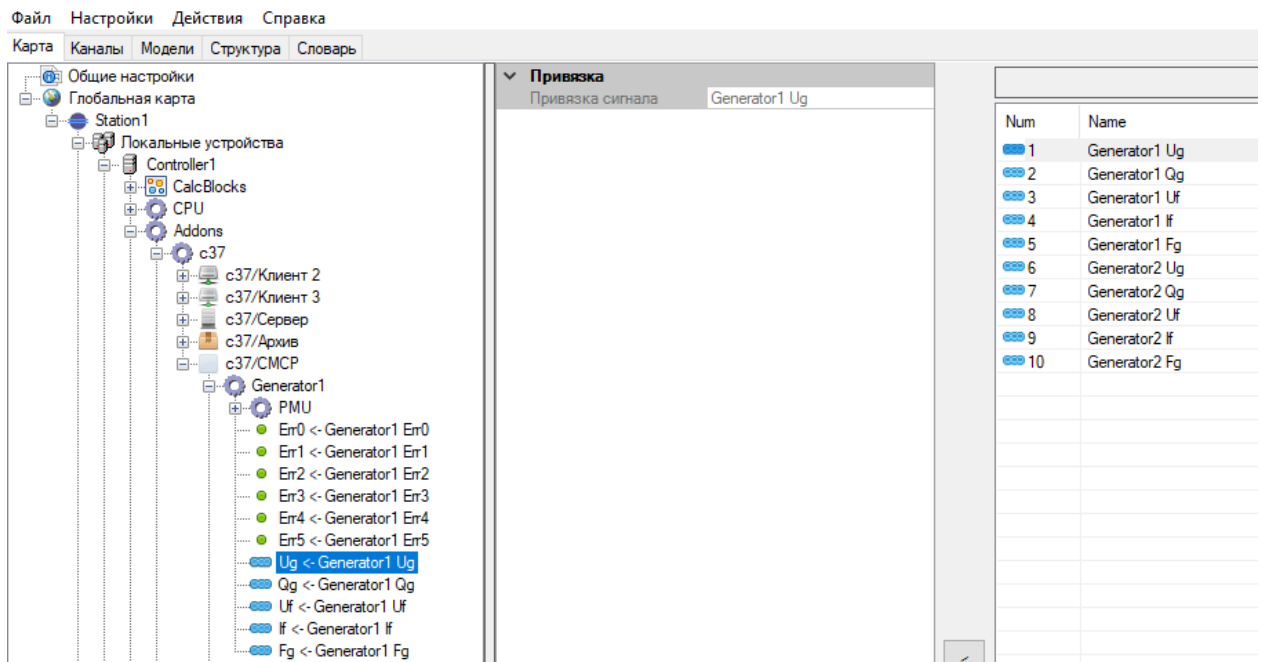 Файл Настройки Действия Справка
Карта Каналы Модели Структура Словарь
Общие настройки
Глобальная карта
Station1
Локальные устройства
Controller1
CalcBlocks
CPU
Addons
c37
c37/Клиент 2
c37/Клиент 3
c37/Сервер
c37/Архив
c37/СМСР
Generator1
PMU
Err0 <- Generator1 Err0
Err1 <- Generator1 Err1
Err2 <- Generator1 Err2
Err3 <- Generator1 Err3
Err4 <- Generator1 Err4
Err5 <- Generator1 Err5
Ug <- Generator1 Ug
Qg <- Generator1 Qg
Uf <- Generator1 Uf
If <- Generator1 If
Fg <- Generator1 Fg
Привязка
Привязка сигнала Generator1 Ug
<
Num Name
1 Generator1 Ug
2 Generator1 Qg
3 Generator1 Uf
4 Generator1 If
5 Generator1 Fg
6 Generator2 Ug
7 Generator2 Qg
8 Generator2 Uf
9 Generator2 If
10 Generator2 Fg